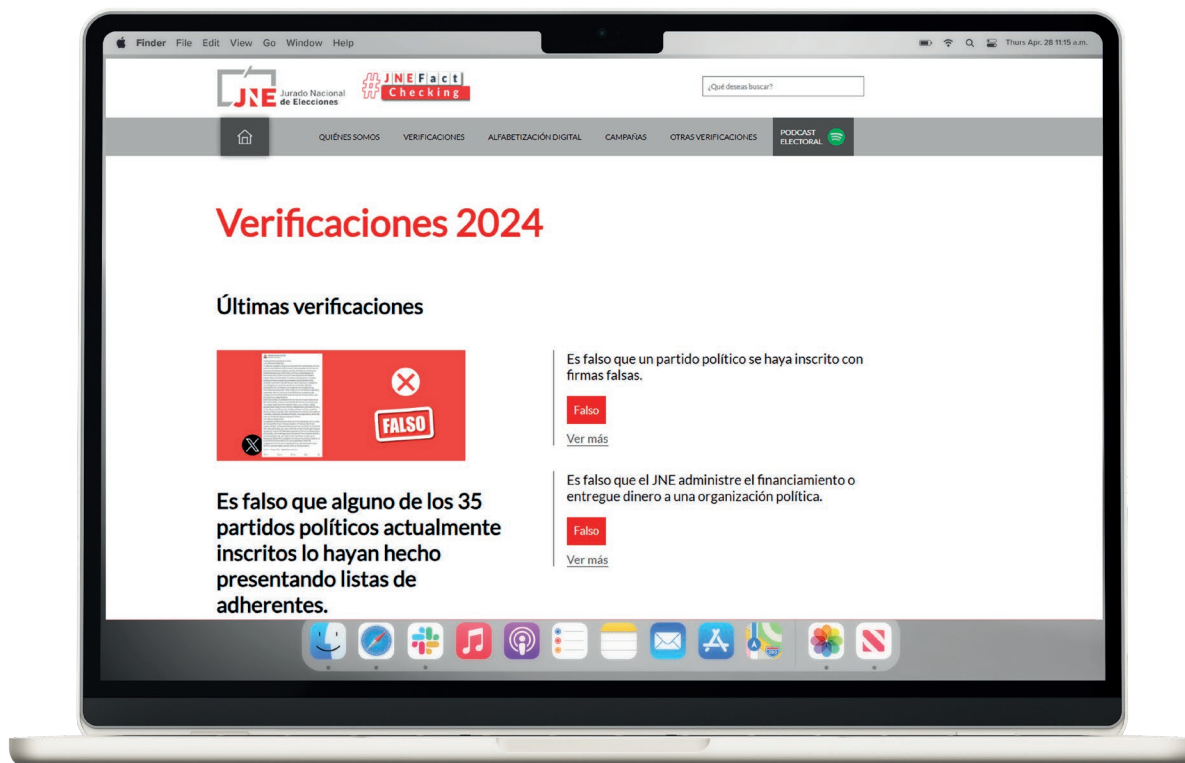 Finder File Edit View Go Window Help
Thurs Apr. 28 11:15 a.m.
JNE Jurado Nacional
de Elecciones
#JNEFact
Checking
¿Qué deseas buscar?
QUIÉNES SOMOS VERIFICACIONES ALFABETIZACIÓN DIGITAL CAMPAÑAS OTRAS VERIFICACIONES PODCAST
ELECTORAL
Verificaciones 2024
Últimas verificaciones
FALSO
Es falso que alguno de los 35
partidos políticos actualmente
inscritos lo hayan hecho
presentando listas de
adherentes.
Es falso que un partido político se haya inscrito con
firmas falsas.
Falso
Ver más
Es falso que el JNE administre el financiamiento o
entregue dinero a una organización política.
Falso
Ver más